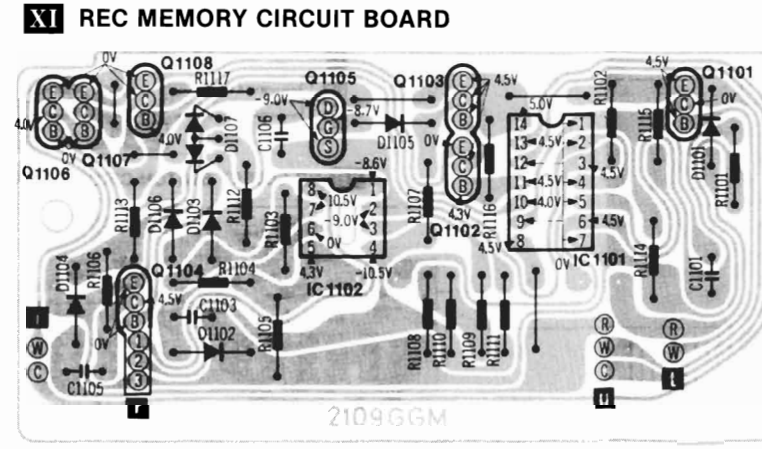 XI REC MEMORY CIRCUIT BOARD
0V Q1108 4.5V
R1117 Q1105 Q1103 4.5V R1102 Q1101
E E E -9.0V D E 5.0V E 0V
C C C -8.7V G C 14 1 C
4.0V B B B 4.0V D1107 C1106 S D1105 B 13 4.5V 2 R1115 B
0V 0V E 12 3 D1101
Q1106 Q1107 -8.6V C R1116 11 4.5V 4 4.5V R1101
8 1 R1107 B 10 4.0V 5
R1113 D1106 D1103 R1112 R1103 7 10.5V 2 4.3V 9 6 4.5V
6 -9.0V 3 Q1102 8 7
5 0V 4 4.5V 0V IC1101 R1114 C1101
D1104 R1106 Q1104 R1104 4.3V -10.5V
E IC1102
C 4.5V C1103
B D1102 R1105 R1108 R1110 R1109 R1111 R R
0V 1 W W
W 2 C t
C C1105 3 u
r
2109GGM